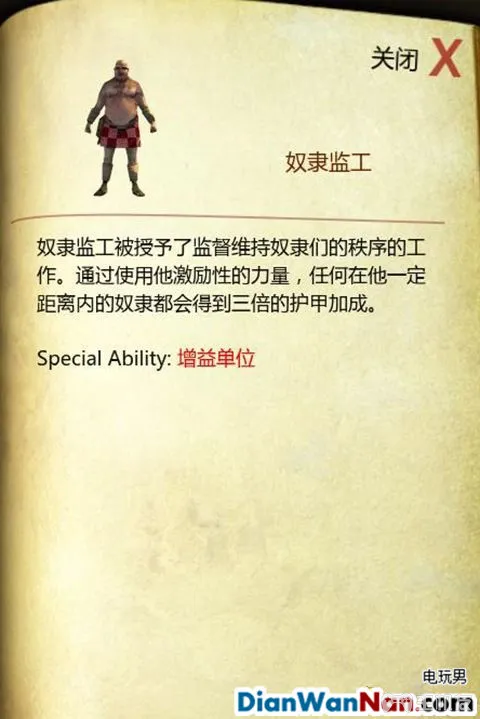 关闭 X
奴隶监工
奴隶监工被授予了监督维持奴隶们的秩序的工
作。通过使用他激励性的力量，任何在他一定
距离内的奴隶都会得到三倍的护甲加成。
Special Ability: 增益单位
电玩男
DianWanNan.com